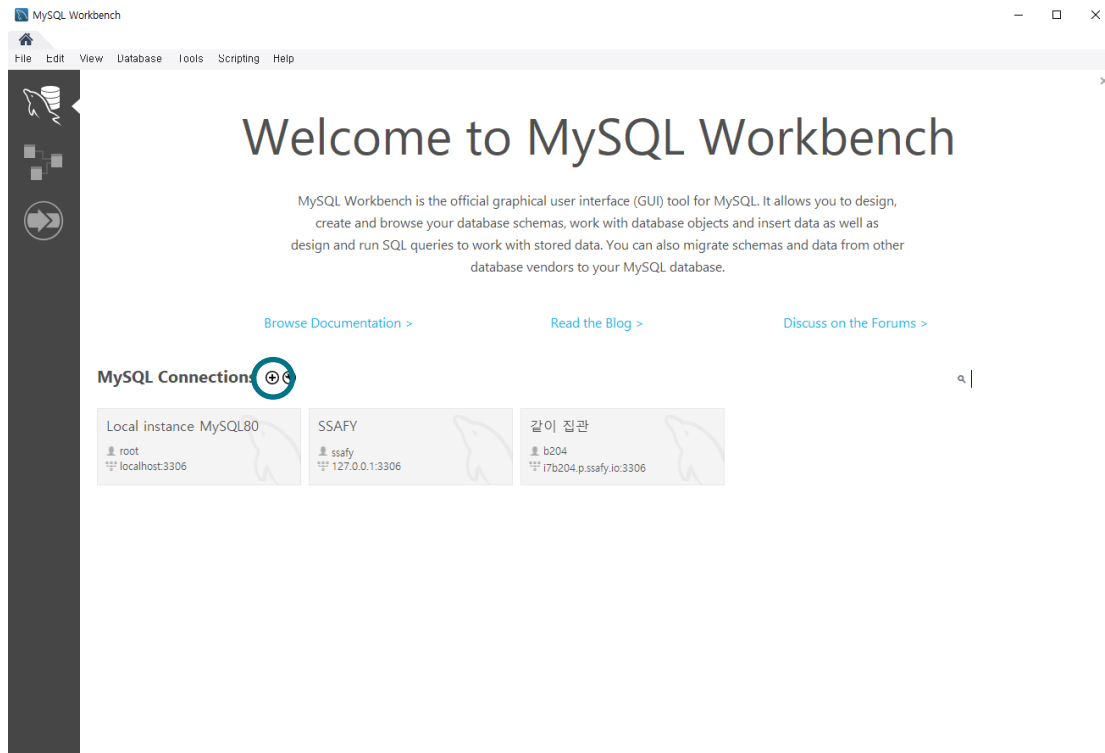 MySQL Workbench
File Edit View Database Tools Scripting Help
Welcome to MySQL Workbench
MySQL Workbench is the official graphical user interface (GUI) tool for MySQL. It allows you to design,
create and browse your database schemas, work with database objects and insert data as well as
design and run SQL queries to work with stored data. You can also migrate schemas and data from other
database vendors to your MySQL database.
Browse Documentation > Read the Blog > Discuss on the Forums >
MySQL Connections
Local instance MySQL80
root
localhost:3306
SSAFY
ssafy
127.0.0.1:3306
같이 집관
b204
i7b204.p.ssafy.io:3306